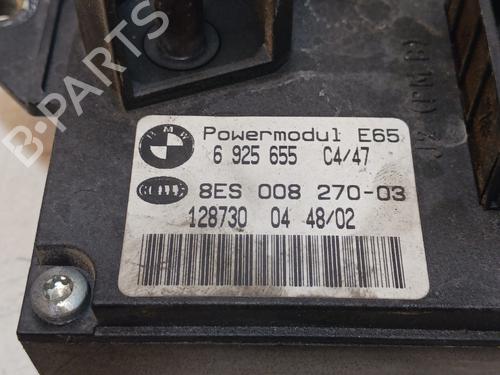 B-PARTS
BMW Powermodul E65
6 925 655 C4/47
HELLA 8ES 008 270-03
128730 04 48/02